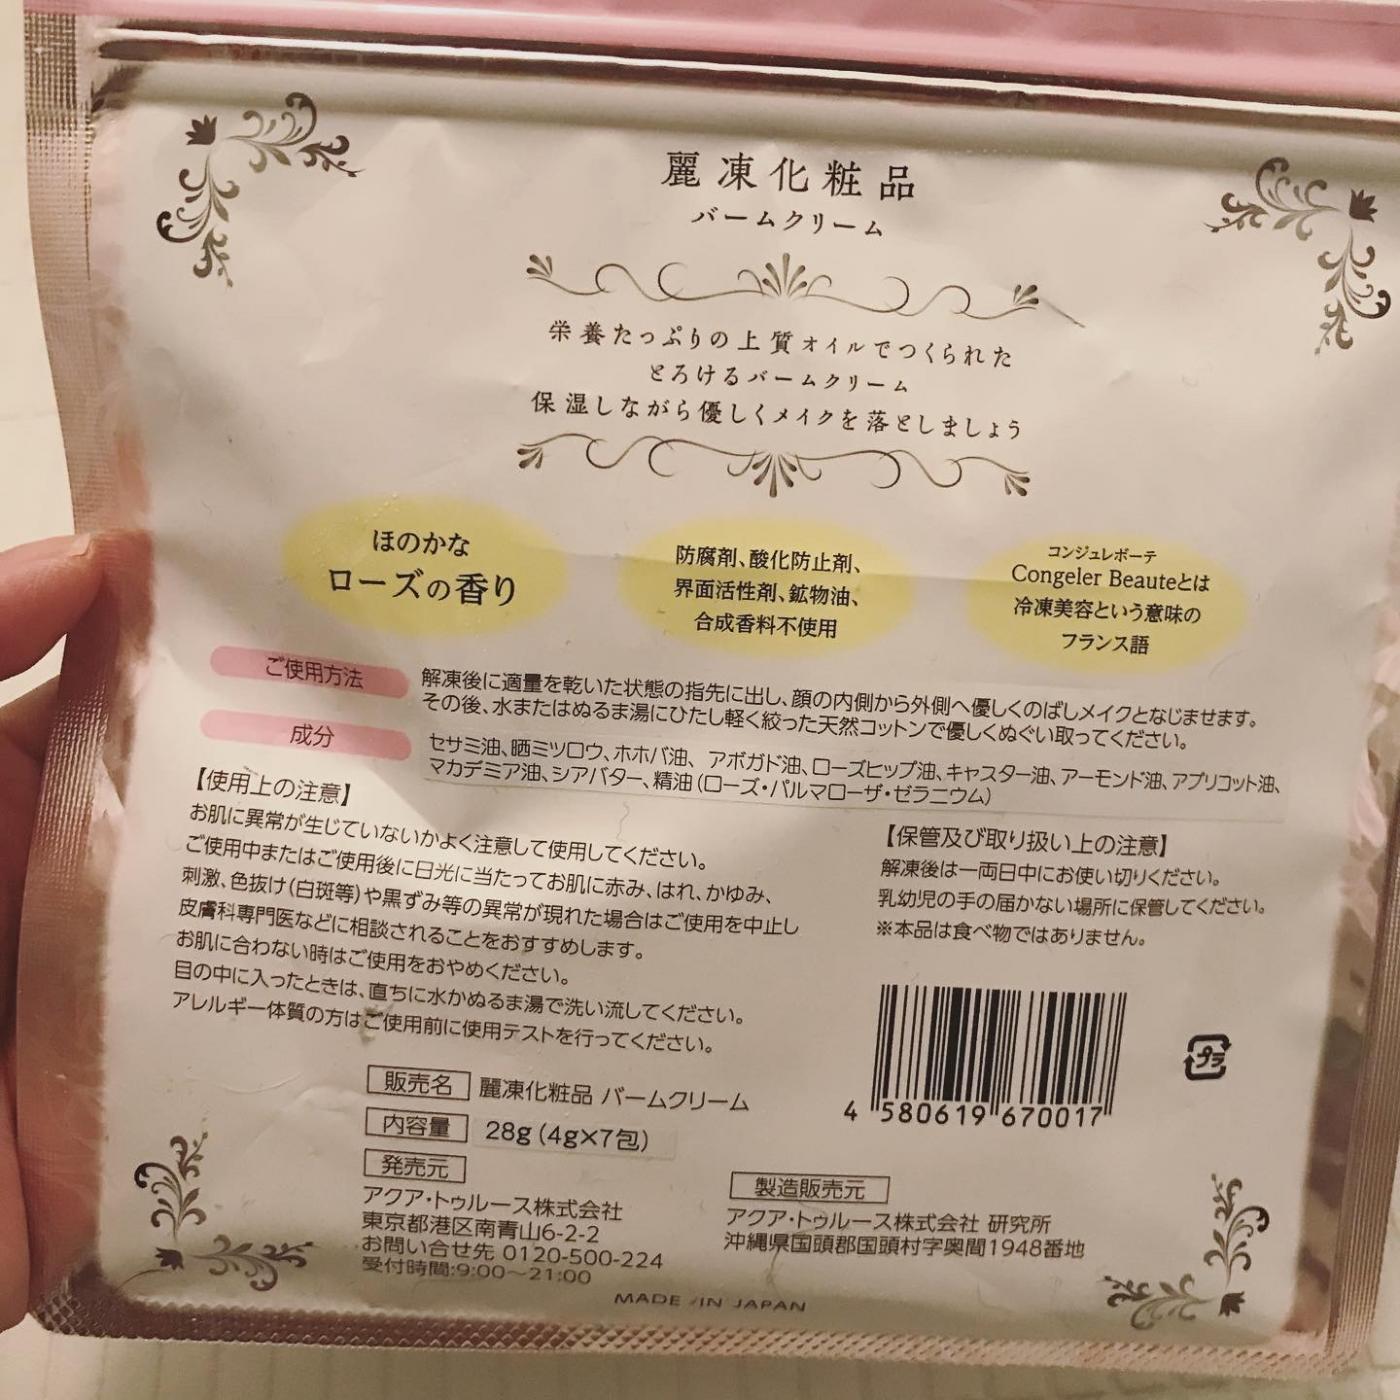 麗凍化粧品
バームクリーム
栄養たっぷりの上質オイルでつくられた
とろけるバームクリーム
保湿しながら優しくメイクを落としましょう
ほのかな
ローズの香り
防腐剤、酸化防止剤、
界面活性剤、鉱物油、
合成香料不使用
コンジュレボーテ
Congeler Beauteとは
冷凍美容という意味の
フランス語
ご使用方法
解凍後に適量を乾いた状態の指先に出し、顔の内側から外側へ優しくのばしメイクとなじませます。
その後、水またはぬるま湯にひたし軽く絞った天然コットンで優しくぬぐい取ってください。
成分
セサミ油、晒ミツロウ、ホホバ油、アボガド油、ローズヒップ油、キャスター油、アーモンド油、アプリコット油、
マカデミア油、シアバター、精油(ローズ・パルマローザ・ゼラニウム)
【使用上の注意】
お肌に異常が生じていないかよく注意して使用してください。
ご使用中またはご使用後に日光に当たってお肌に赤み、はれ、かゆみ、
刺激、色抜け(白斑等)や黒ずみ等の異常が現れた場合はご使用を中止し
皮膚科専門医などに相談されることをおすすめします。
お肌に合わない時はご使用をおやめください。
目の中に入ったときは、直ちに水かぬるま湯で洗い流してください。
アレルギー体質の方はご使用前に使用テストを行ってください。
【保管及び取り扱い上の注意】
解凍後は一両日中にお使い切りください。
乳幼児の手の届かない場所に保管してください。
※本品は食べ物ではありません。
4 580619 670017
プラ
販売名 麗凍化粧品 バームクリーム
内容量 28g(4g×7包)
発売元
アクア・トゥルース株式会社
東京都港区南青山6-2-2
お問い合せ先 0120-500-224
受付時間:9:00～21:00
製造販売元
アクア・トゥルース株式会社 研究所
沖縄県国頭郡国頭村字奥間1948番地
MADE IN JAPAN